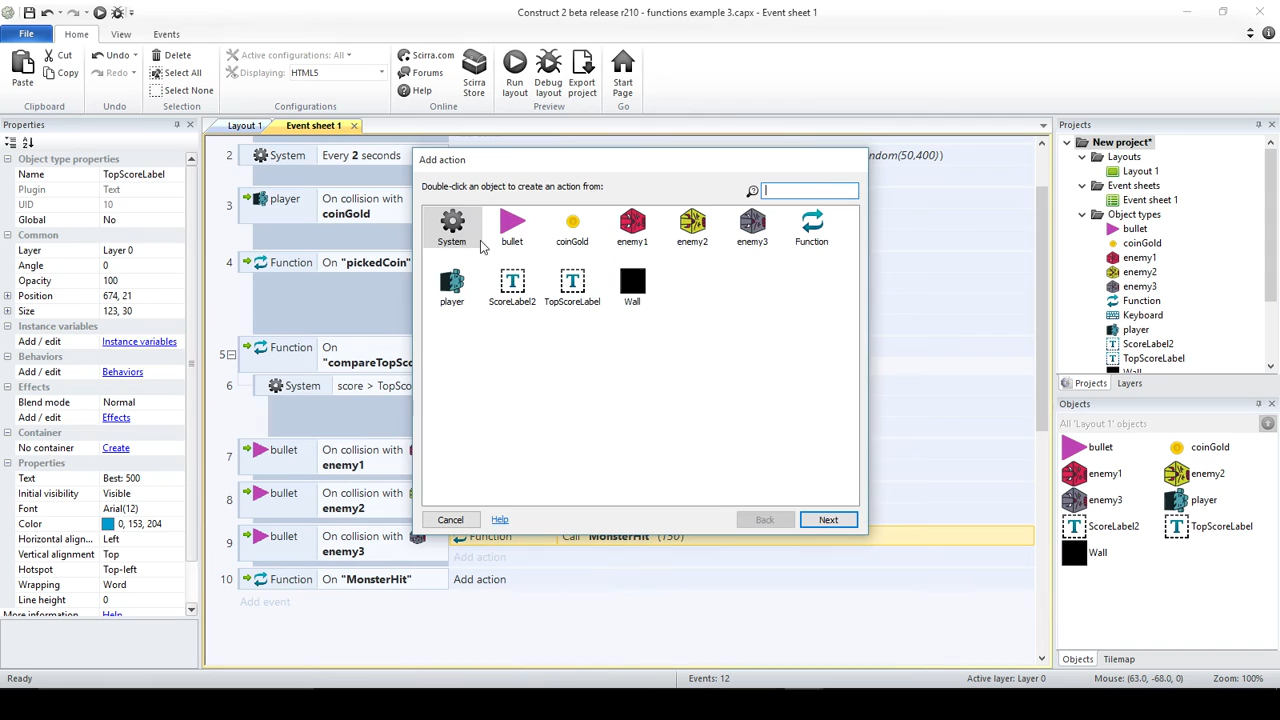 Construct 2 beta release r210 - functions example 3.capx - Event sheet 1
File
Home
View
Events
Paste
Cut
Copy
Clipboard
Undo
Redo
Undo
Delete
Select All
Select None
Selection
Active configurations: All
Displaying: HTML5
Configurations
Scirra.com
Forums
Help
Scirra Store
Online
Run layout
Debug layout
Export project
Preview
Start Page
Go
Properties
Object type properties
Name TopScoreLabel
Plugin Text
UID 10
Global No
Common
Layer Layer 0
Angle 0
Opacity 100
Position 674, 21
Size 123, 30
Instance variables
Add / edit Instance variables
Behaviors
Add / edit Behaviors
Effects
Blend mode Normal
Add / edit Effects
Container
No container Create
Properties
Text Best: 500
Initial visibility Visible
Font Arial(12)
Color 0, 153, 204
Horizontal align... Left
Vertical alignment Top
Hotspot Top-left
Wrapping Word
Line height 0
More information Help
Layout 1
Event sheet 1
2 System Every 2 seconds
ndom(50,400))
3 player On collision with
coinGold
4 Function On "pickedCoin"
5 Function On
"compareTopSco
6 System score > TopSco
7 bullet On collision with
enemy1
8 bullet On collision with
enemy2
9 bullet On collision with
enemy3
Function Call "MonsterHit" (150)
Add action
10 Function On "MonsterHit" Add action
Add event
Add action
Double-click an object to create an action from:
System bullet coinGold enemy1 enemy2 enemy3 Function
player ScoreLabel2 TopScoreLabel Wall
Cancel
Help
Back
Next
Projects
New project*
Layouts
Layout 1
Event sheets
Event sheet 1
Object types
bullet
coinGold
enemy1
enemy2
enemy3
Function
Keyboard
player
ScoreLabel2
TopScoreLabel
Wall
Projects Layers
Objects
All 'Layout 1' objects
bullet coinGold
enemy1 enemy2
enemy3 player
ScoreLabel2 TopScoreLabel
Wall
Objects Tilemap
Ready
Events: 12
Active layer: Layer 0
Mouse: (63.0, -68.0, 0)
Zoom: 100%